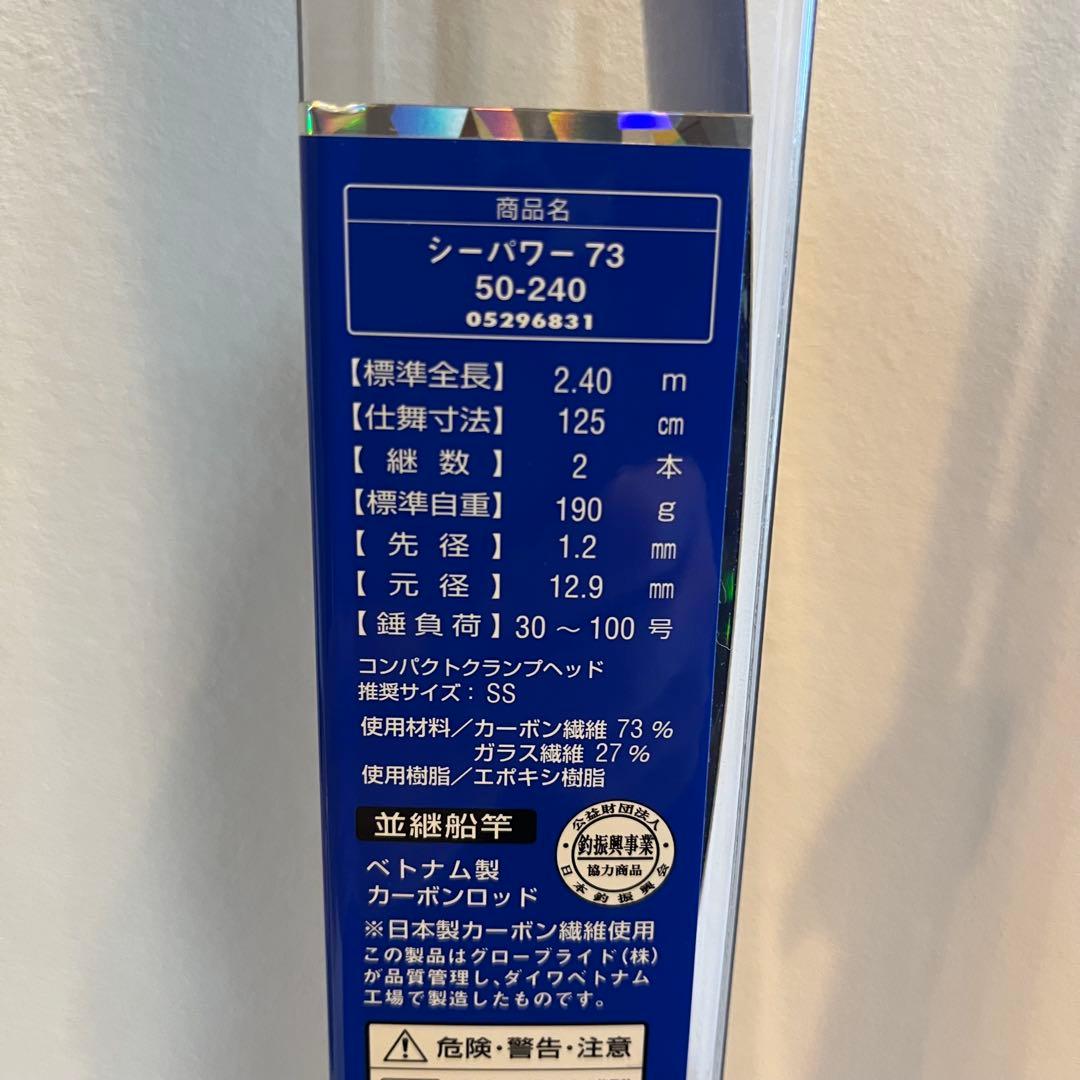 商品名
シーパワー 73
50-240
05296831
【標準全長】 2.40 m
【仕舞寸法】 125 cm
【 継 数 】 2 本
【標準自重】 190 g
【 先 径 】 1.2 mm
【 元 径 】 12.9 mm
【 錘 負 荷 】 30 ～ 100 号
コンパクトクランプヘッド
推奨サイズ： SS
使用材料／カーボン繊維 73 %
ガラス繊維 27 %
使用樹脂／エポキシ樹脂
並継船竿
公益財団法人
釣振興事業
協力商品
日本釣振興会
ベトナム製
カーボンロッド
※日本製カーボン繊維使用
この製品はグローブライド(株)
が品質管理し、ダイワベトナム
工場で製造したものです。
危険・警告・注意